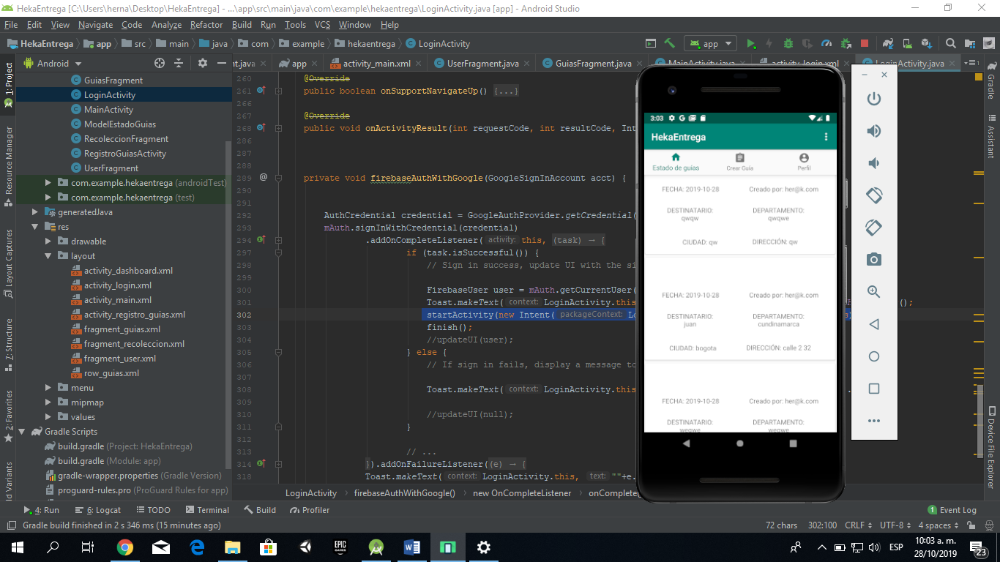 HekaEntrega [C:\Users\herna\Desktop\HekaEntrega] - ...\app\src\main\java\com\example\hekaentrega\LoginActivity.java [app] - Android Studio
File Edit View Navigate Code Analyze Refactor Build Run Tools VCS Window Help
HekaEntrega app src main java com example hekaentrega LoginActivity app
Android
nt.java app activity_main.xml UserFragment.java GuiasFragment.java MainActivity.java activity_login.xml LoginActivity.java
1: Project
Resource Manager
Layout Captures
7: Structure
2: Favorites
ld Variants
GuiasFragment
LoginActivity
MainActivity
ModelEstadoGuias
RecoleccionFragment
RegistroGuiasActivity
UserFragment
com.example.hekaentrega (androidTest)
com.example.hekaentrega (test)
generatedJava
res
drawable
layout
activity_dashboard.xml
activity_login.xml
activity_main.xml
activity_registro_guias.xml
fragment_guias.xml
fragment_recoleccion.xml
fragment_user.xml
row_guias.xml
menu
mipmap
values
Gradle Scripts
build.gradle (Project: HekaEntrega)
build.gradle (Module: app)
gradle-wrapper.properties (Gradle Version)
proguard-rules.pro (ProGuard Rules for app)
260 @Override
261 public boolean onSupportNavigateUp() {...}
266
267 @Override
268 public void onActivityResult(int requestCode, int resultCode, Int
286
287
288
289 @ private void firebaseAuthWithGoogle(GoogleSignInAccount acct) {
290
291
292 AuthCredential credential = GoogleAuthProvider.getCredential(
293 mAuth.signInWithCredential(credential)
294 .addOnCompleteListener( activity: this, (task) → {
297 if (task.isSuccessful()) {
298 // Sign in success, update UI with the si
299
300 FirebaseUser user = mAuth.getCurrentUser(
301 Toast.makeText( context: LoginActivity.this ();
302 startActivity(new Intent( packageContext: Lo
303 finish();
304 //updateUI(user);
305 } else {
306 // If sign in fails, display a message to
307
308 Toast.makeText( context: LoginActivity.this .
309
310 //updateUI(null);
311 }
312
313 // ...
314 }).addOnFailureListener((e) → {
318 Toast.makeText( context: LoginActivity.this, text: ""+e.
LoginActivity firebaseAuthWithGoogle() new OnCompleteListener onComplete(
3:03
HekaEntrega
Estado de guias Crear Guía Perfil
FECHA: 2019-10-28 Creado por: her@k.com
DESTINATARIO: DEPARTAMENTO:
qwqw qwqwe
CIUDAD: qw DIRECCIÓN: qw
FECHA: 2019-10-28 Creado por: her@k.com
DESTINATARIO: DEPARTAMENTO:
juan cundinamarca
CIUDAD: bogota DIRECCIÓN: calle 2 32
FECHA: 2019-10-28 Creado por: her@k.com
DESTINATARIO: DEPARTAMENTO:
weqwe weqwe
Gradle
Assistant
Device File Explorer
4: Run 6: Logcat TODO Terminal Build Profiler 1 Event Log
Gradle build finished in 2 s 346 ms (15 minutes ago) 72 chars 302:100 CRLF UTF-8 4 spaces
EPIC GAMES
ESP
10:03 a. m.
28/10/2019
23